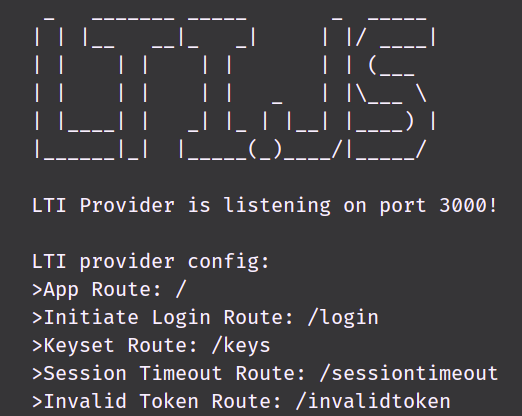 LTI.JS
LTI Provider is listening on port 3000!
LTI provider config:
>App Route: /
>Initiate Login Route: /login
>Keyset Route: /keys
>Session Timeout Route: /sessiontimeout
>Invalid Token Route: /invalidtoken